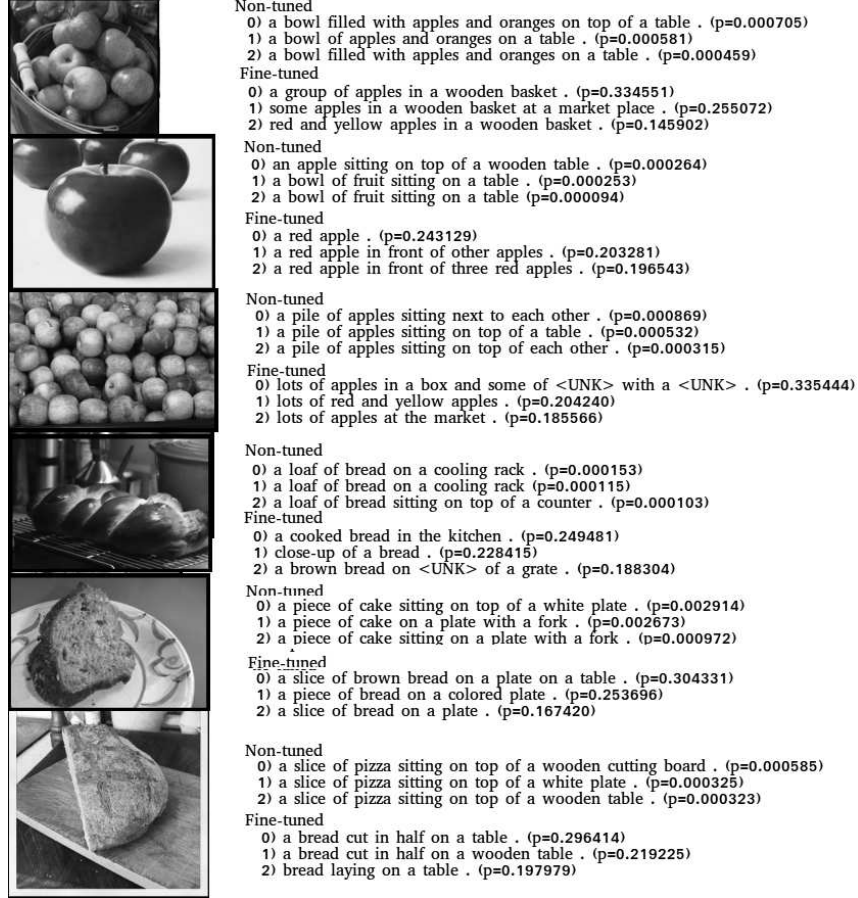 Non-tuned
0) a bowl filled with apples and oranges on top of a table . (p=0.000705)
1) a bowl of apples and oranges on a table . (p=0.000581)
2) a bowl filled with apples and oranges on a table . (p=0.000459)
Fine-tuned
0) a group of apples in a wooden basket . (p=0.334551)
1) some apples in a wooden basket at a market place . (p=0.255072)
2) red and yellow apples in a wooden basket . (p=0.145902)
Non-tuned
0) an apple sitting on top of a wooden table . (p=0.000264)
1) a bowl of fruit sitting on a table . (p=0.000253)
2) a bowl of fruit sitting on a table (p=0.000094)
Fine-tuned
0) a red apple . (p=0.243129)
1) a red apple in front of other apples . (p=0.203281)
2) a red apple in front of three red apples . (p=0.196543)
Non-tuned
0) a pile of apples sitting next to each other . (p=0.000869)
1) a pile of apples sitting on top of a table . (p=0.000532)
2) a pile of apples sitting on top of each other . (p=0.000315)
Fine-tuned
0) lots of apples in a box and some of <UNK> with a <UNK> . (p=0.335444)
1) lots of red and yellow apples . (p=0.204240)
2) lots of apples at the market . (p=0.185566)
Non-tuned
0) a loaf of bread on a cooling rack . (p=0.000153)
1) a loaf of bread on a cooling rack (p=0.000115)
2) a loaf of bread sitting on top of a counter . (p=0.000103)
Fine-tuned
0) a cooked bread in the kitchen . (p=0.249481)
1) close-up of a bread . (p=0.228415)
2) a brown bread on <UNK> of a grate . (p=0.188304)
Non-tuned
0) a piece of cake sitting on top of a white plate . (p=0.002914)
1) a piece of cake on a plate with a fork . (p=0.002673)
2) a piece of cake sitting on a plate with a fork . (p=0.000972)
Fine-tuned
0) a slice of brown bread on a plate on a table . (p=0.304331)
1) a piece of bread on a colored plate . (p=0.253696)
2) a slice of bread on a plate . (p=0.167420)
Non-tuned
0) a slice of pizza sitting on top of a wooden cutting board . (p=0.000585)
1) a slice of pizza sitting on top of a white plate . (p=0.000325)
2) a slice of pizza sitting on top of a wooden table . (p=0.000323)
Fine-tuned
0) a bread cut in half on a table . (p=0.296414)
1) a bread cut in half on a wooden table . (p=0.219225)
2) bread laying on a table . (p=0.197979)